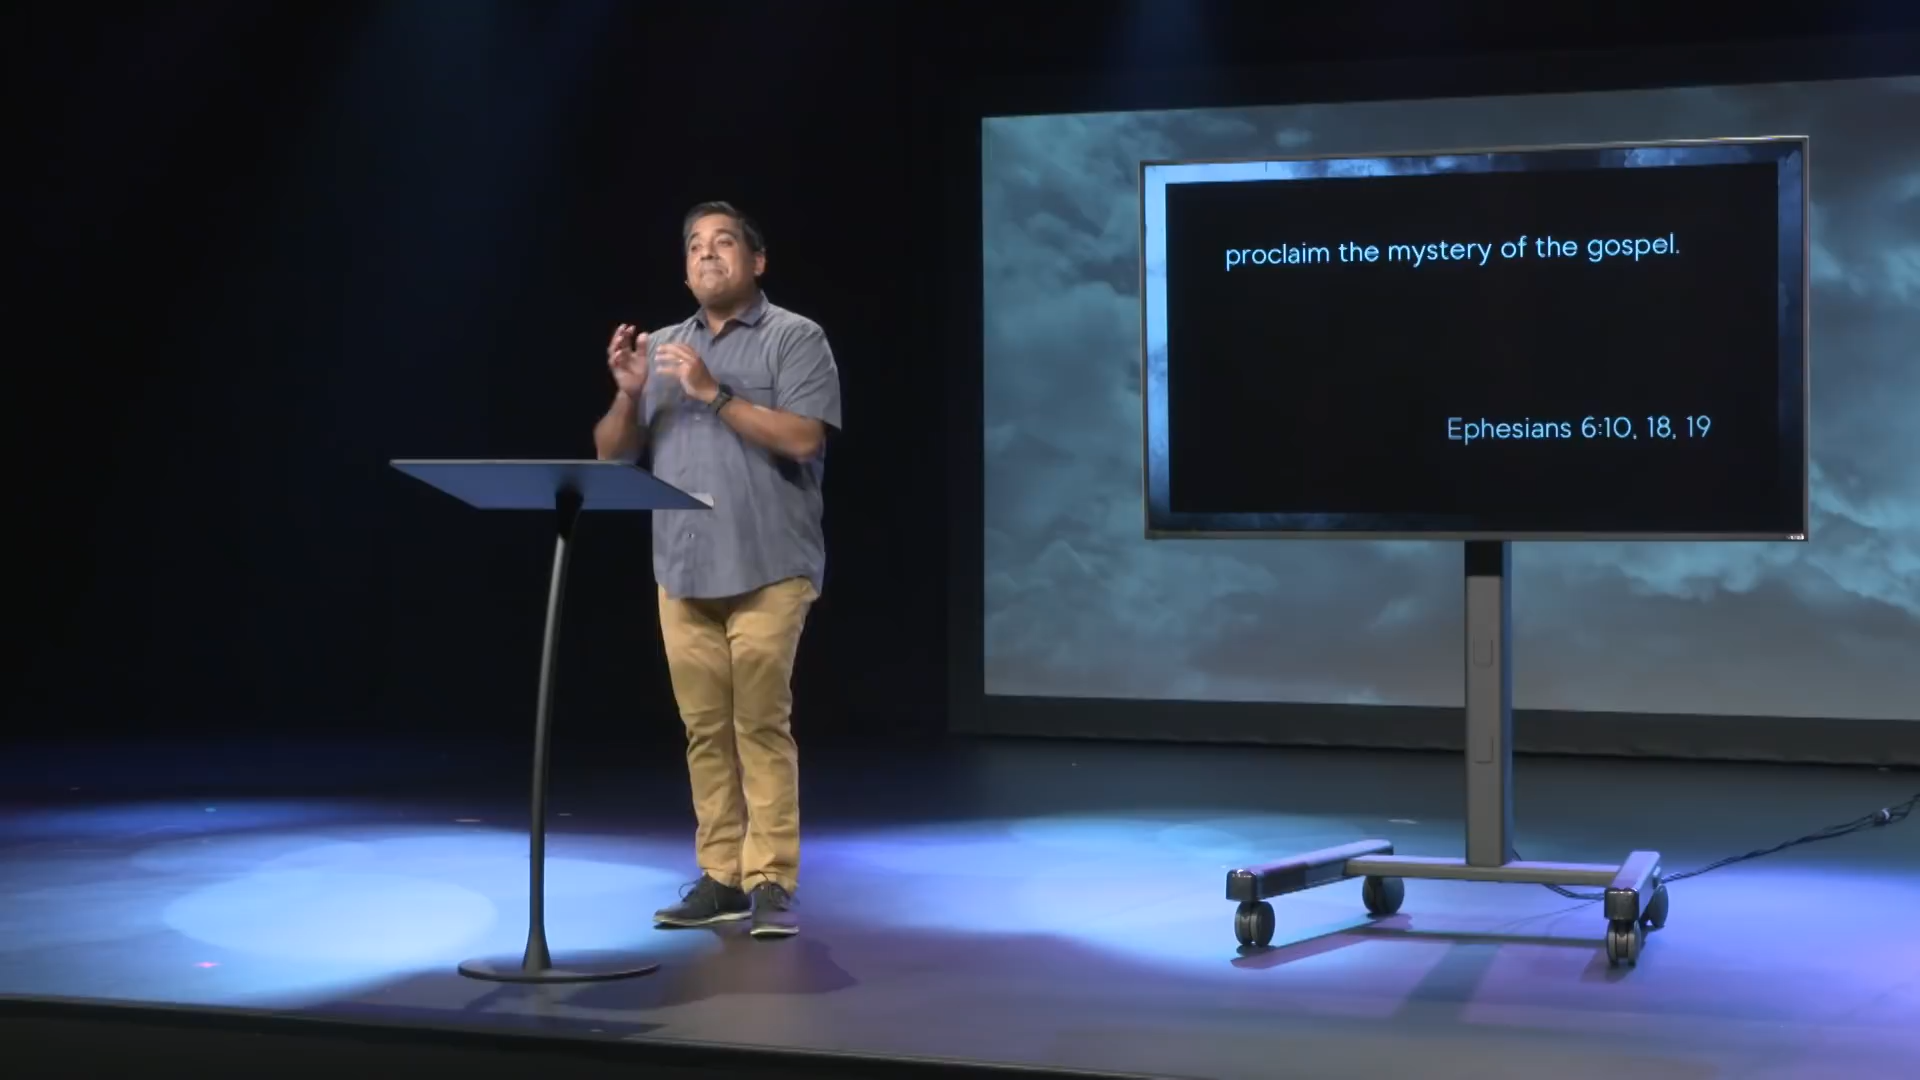 proclaim the mystery of the gospel.
Ephesians 6:10, 18, 19